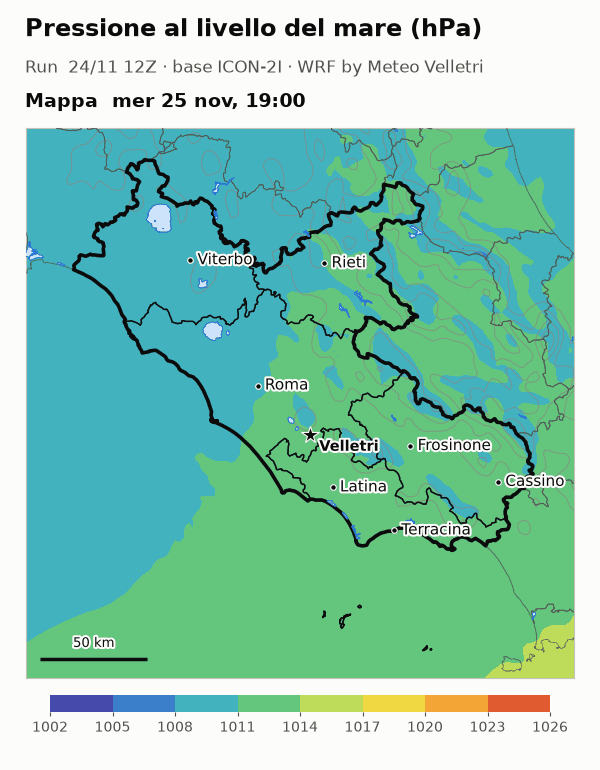 Pressione al livello del mare (hPa)
Run  24/11 12Z · base ICON-2I · WRF by Meteo Velletri
Mappa  mer 25 nov, 19:00
Viterbo
Rieti
Roma
Velletri
Frosinone
Latina
Cassino
Terracina
50 km
1002 1005 1008 1011 1014 1017 1020 1023 1026